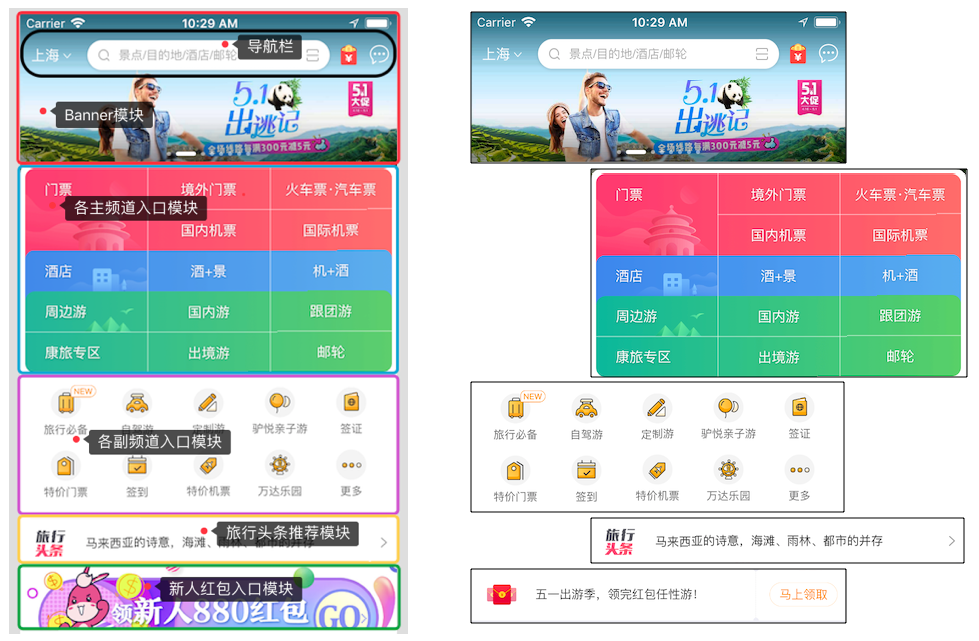 Carrier 10:29 AM
上海 景点/目的地/酒店/邮轮
导航栏
Banner模块
5.1
出逃记
全场线路每满300元减5元
5.1
大促
门票 境外门票 火车票·汽车票
各主频道入口模块
国内机票 国际机票
酒店 酒+景 机+酒
周边游 国内游 跟团游
康旅专区 出境游 邮轮
NEW
旅行必备 自驾游 定制游 驴悦亲子游 签证
各副频道入口模块
特价门票 签到 特价机票 万达乐园 更多
旅行头条推荐模块
旅行
头条
马来西亚的诗意，海滩、雨林、都市的并存
新人红包入口模块
领新人880红包 GO
Carrier 10:29 AM
上海 景点/目的地/酒店/邮轮
5.1
出逃记
全场线路每满300元减5元
5.1
大促
门票 境外门票 火车票·汽车票
国内机票 国际机票
酒店 酒+景 机+酒
周边游 国内游 跟团游
康旅专区 出境游 邮轮
NEW
旅行必备 自驾游 定制游 驴悦亲子游 签证
特价门票 签到 特价机票 万达乐园 更多
旅行
头条
马来西亚的诗意，海滩、雨林、都市的并存
五一出游季，领完红包任性游！ 马上领取